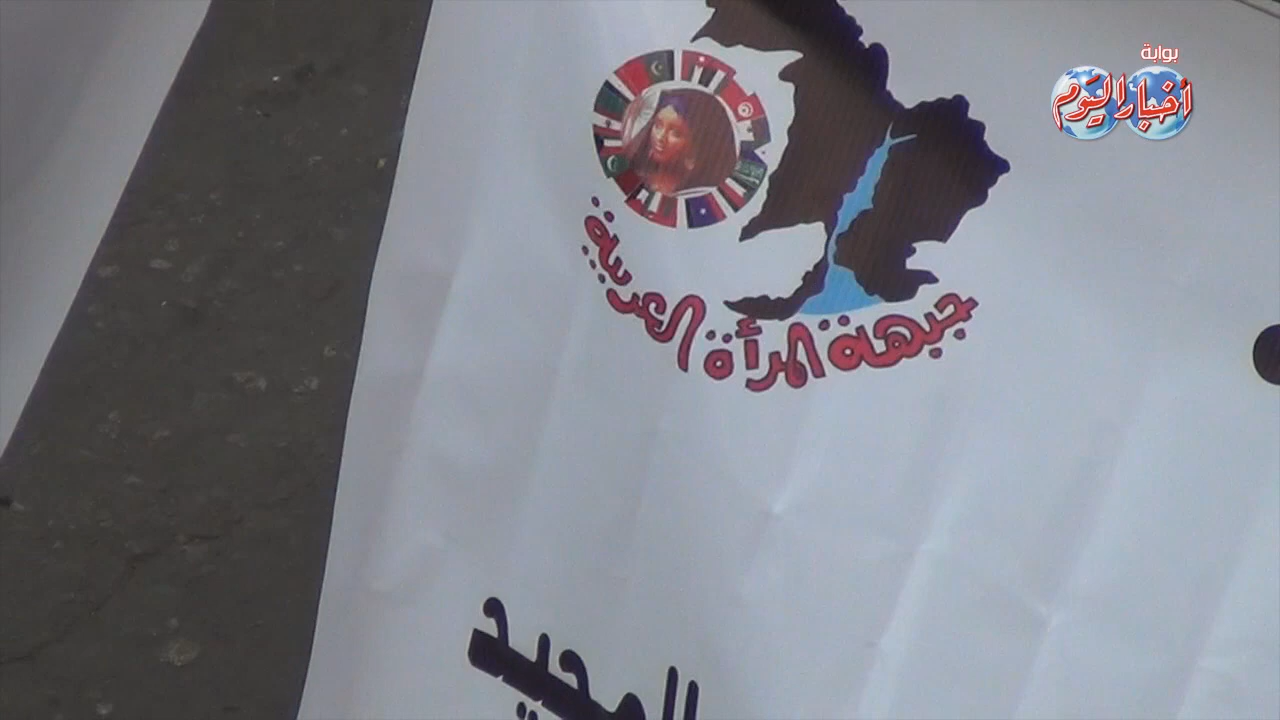 بوابة
أخبار اليوم
جبهة المرأة العربية
المجيد